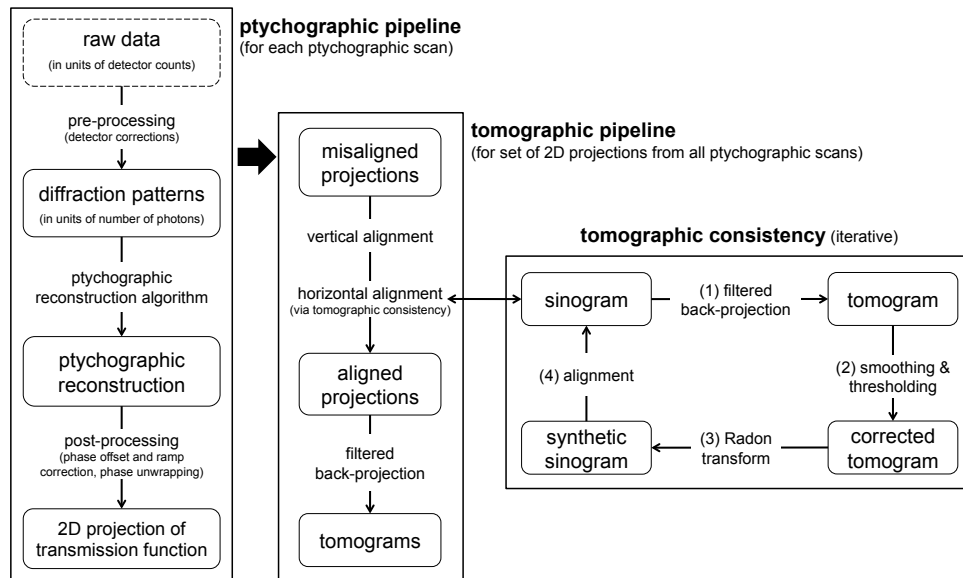 ptychographic pipeline
(for each ptychographic scan)
raw data
(in units of detector counts)
pre-processing
(detector corrections)
diffraction patterns
(in units of number of photons)
ptychographic
reconstruction algorithm
ptychographic
reconstruction
post-processing
(phase offset and ramp
correction, phase unwrapping)
2D projection of
transmission function
tomographic pipeline
(for set of 2D projections from all ptychographic scans)
misaligned
projections
vertical alignment
horizontal alignment
(via tomographic consistency)
aligned
projections
filtered
back-projection
tomograms
tomographic consistency (iterative)
sinogram
(1) filtered
back-projection
tomogram
(2) smoothing &
thresholding
corrected
tomogram
(3) Radon
transform
synthetic
sinogram
(4) alignment